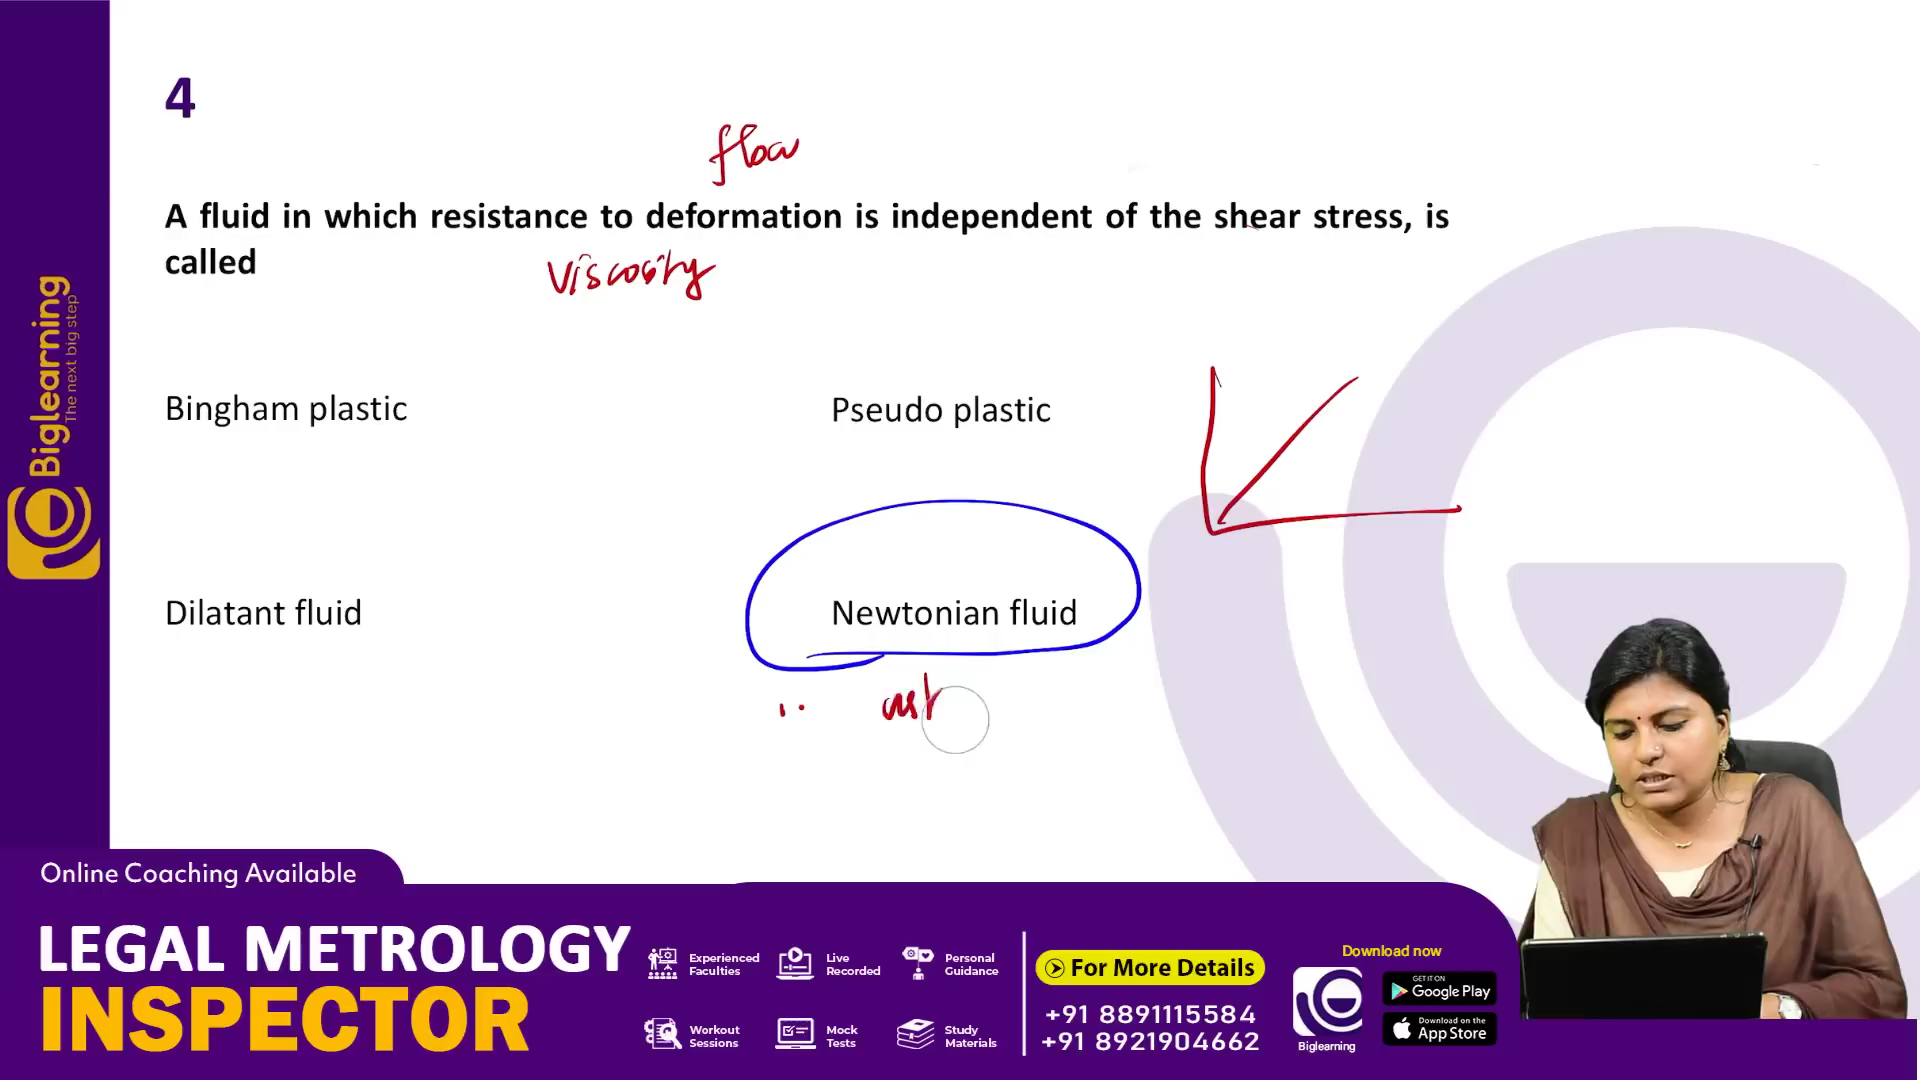 4
flow
A fluid in which resistance to deformation is independent of the shear stress, is
called
viscosity
Bingham plastic
Pseudo plastic
Dilatant fluid
Newtonian fluid
Biglearning
The next big step
Online Coaching Available
LEGAL METROLOGY
INSPECTOR
Experienced
Faculties
Live
Recorded
Personal
Guidance
Workout
Sessions
Mock
Tests
Study
Materials
For More Details
+91 8891115584
+91 8921904662
Download now
Biglearning
GET IT ON
Google Play
Download on the
App Store